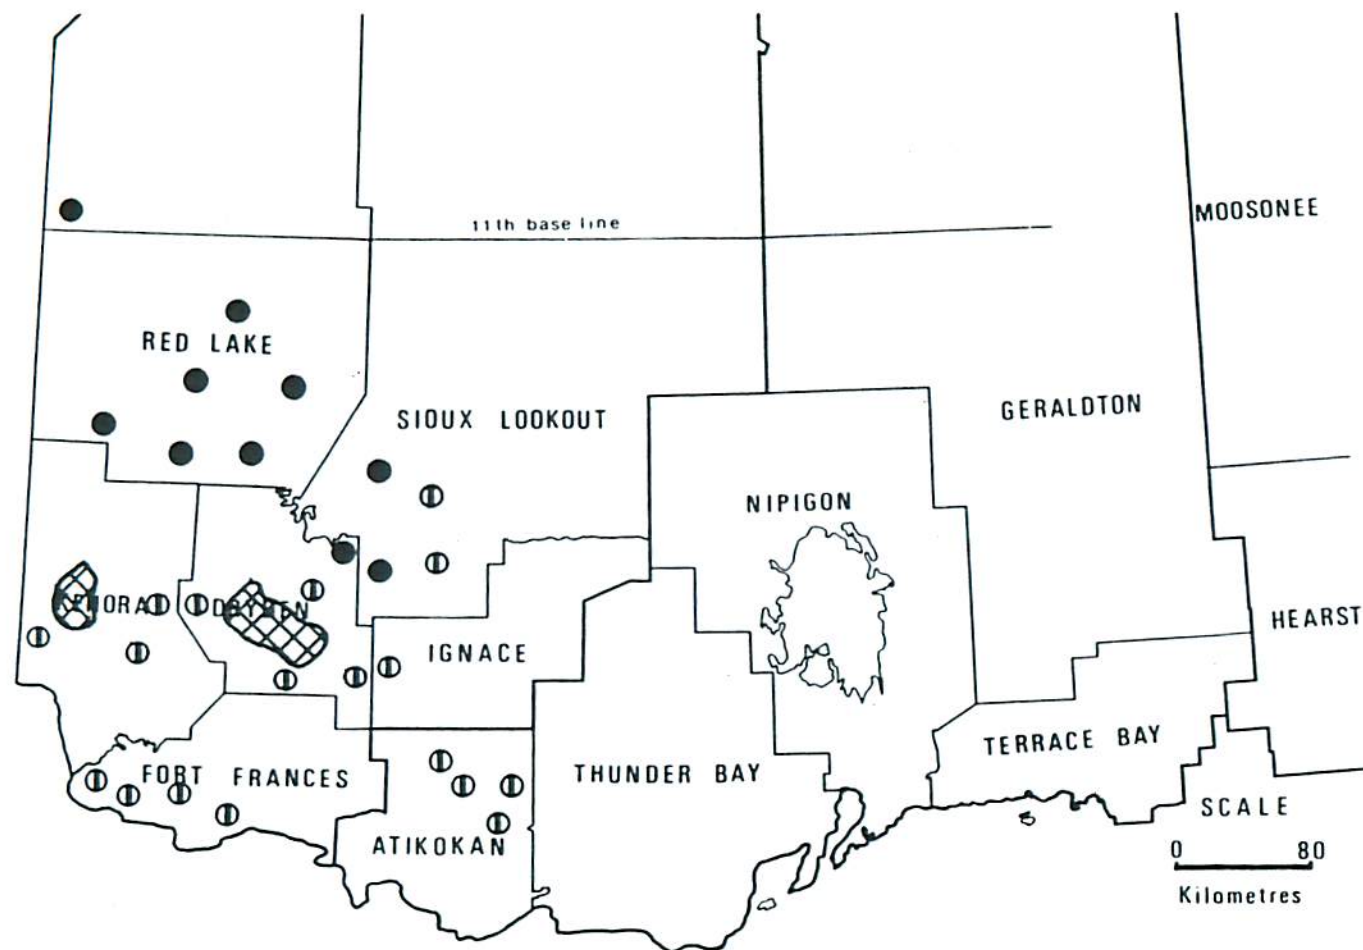 11th base line
MOOSONEE
RED LAKE
SIOUX LOOKOUT
GERALDTON
NIPIGON
HEARST
IGNACE
TERRACE BAY
THUNDER BAY
FORT FRANCES
SCALE
ATIKOKAN
0 80
Kilometres